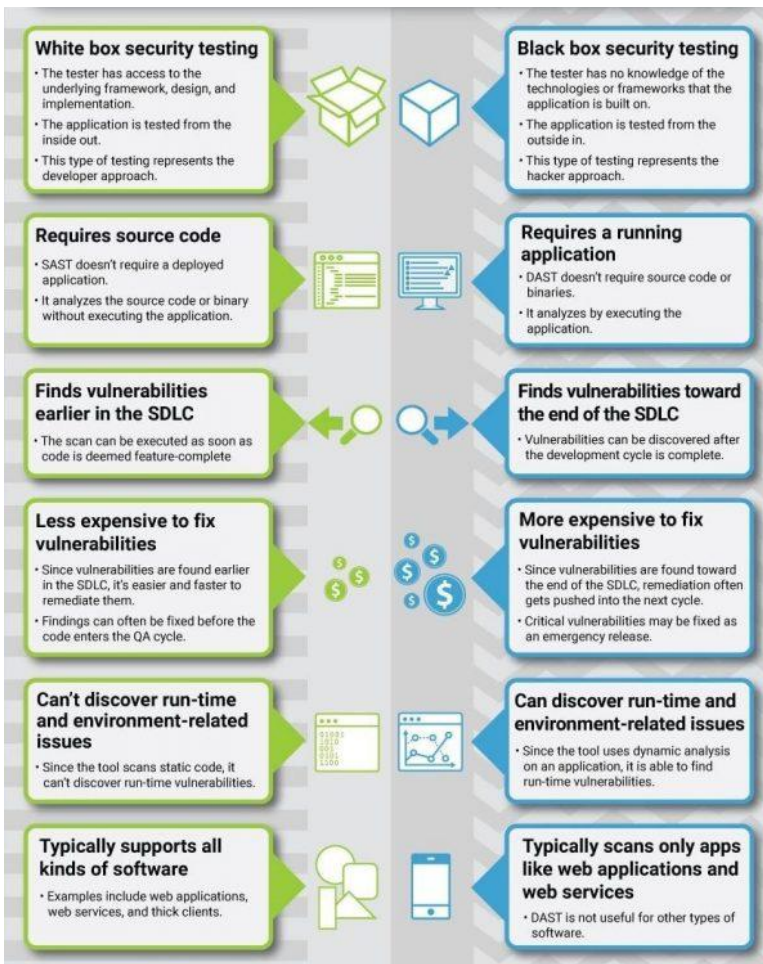 White box security testing
• The tester has access to the
underlying framework, design, and
implementation.
• The application is tested from the
inside out.
• This type of testing represents the
developer approach.
Black box security testing
• The tester has no knowledge of the
technologies or frameworks that the
application is built on.
• The application is tested from the
outside in.
• This type of testing represents the
hacker approach.
Requires source code
• SAST doesn't require a deployed
application.
• It analyzes the source code or binary
without executing the application.
Requires a running
application
• DAST doesn't require source code or
binaries.
• It analyzes by executing the
application.
Finds vulnerabilities
earlier in the SDLC
• The scan can be executed as soon as
code is deemed feature-complete
Finds vulnerabilities toward
the end of the SDLC
• Vulnerabilities can be discovered after
the development cycle is complete.
Less expensive to fix
vulnerabilities
• Since vulnerabilities are found earlier
in the SDLC, it's easier and faster to
remediate them.
• Findings can often be fixed before the
code enters the QA cycle.
$
$
$
$
$
$
$
$
More expensive to fix
vulnerabilities
• Since vulnerabilities are found toward
the end of the SDLC, remediation often
gets pushed into the next cycle.
• Critical vulnerabilities may be fixed as
an emergency release.
Can't discover run-time
and environment-related
issues
• Since the tool scans static code, it
can't discover run-time vulnerabilities.
01001
1010
001
0101
1100
Can discover run-time and
environment-related issues
• Since the tool uses dynamic analysis
on an application, it is able to find
run-time vulnerabilities.
Typically supports all
kinds of software
• Examples include web applications,
web services, and thick clients.
Typically scans only apps
like web applications and
web services
• DAST is not useful for other types of
software.